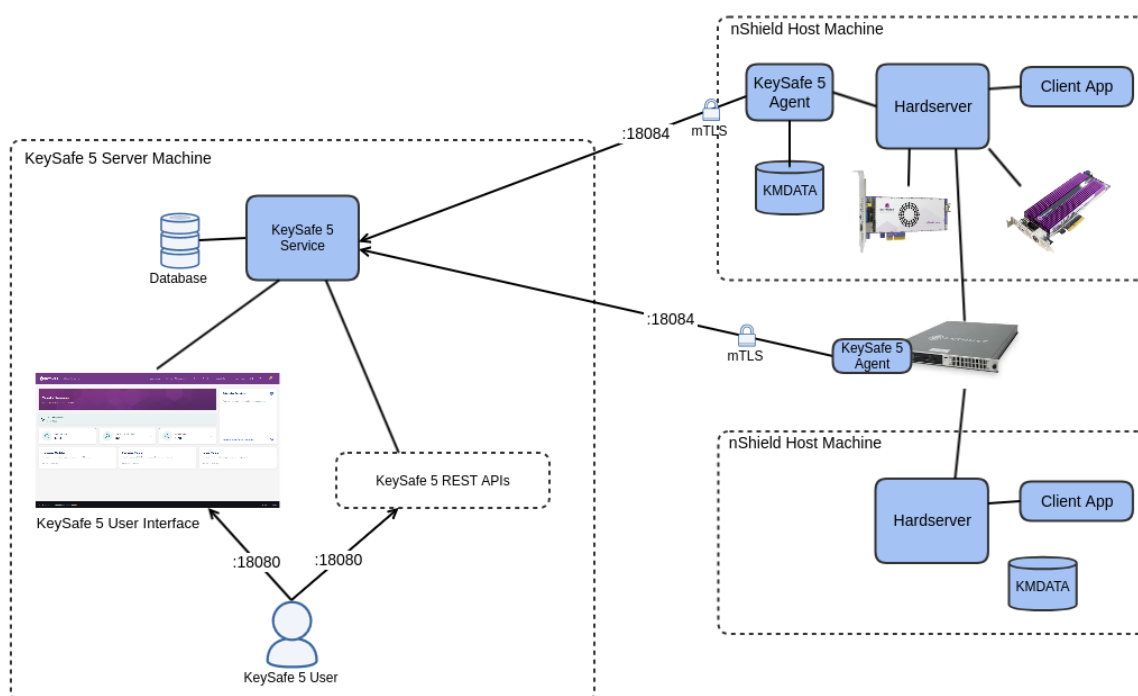 nShield Host Machine
KeySafe 5
Agent
Hardserver
Client App
mTLS
:18084
KMDATA
KeySafe 5 Server Machine
KeySafe 5
Service
Database
:18084
mTLS
KeySafe 5
Agent
nShield Host Machine
KeySafe 5 REST APIs
Hardserver
Client App
KeySafe 5 User Interface
:18080
:18080
KMDATA
KeySafe 5 User